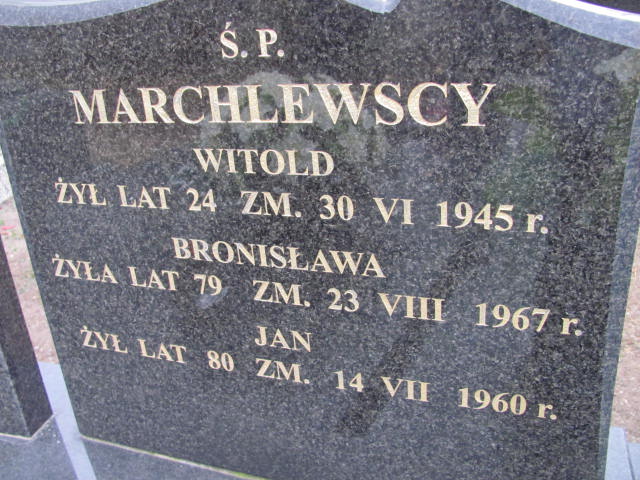 Ś. P.
MARCHLEWSCY
WITOLD
ŻYŁ LAT 24 ZM. 30 VI 1945 r.
BRONISŁAWA
ŻYŁA LAT 79 ZM. 23 VIII 1967 r.
JAN
ŻYŁ LAT 80 ZM. 14 VII 1960 r.